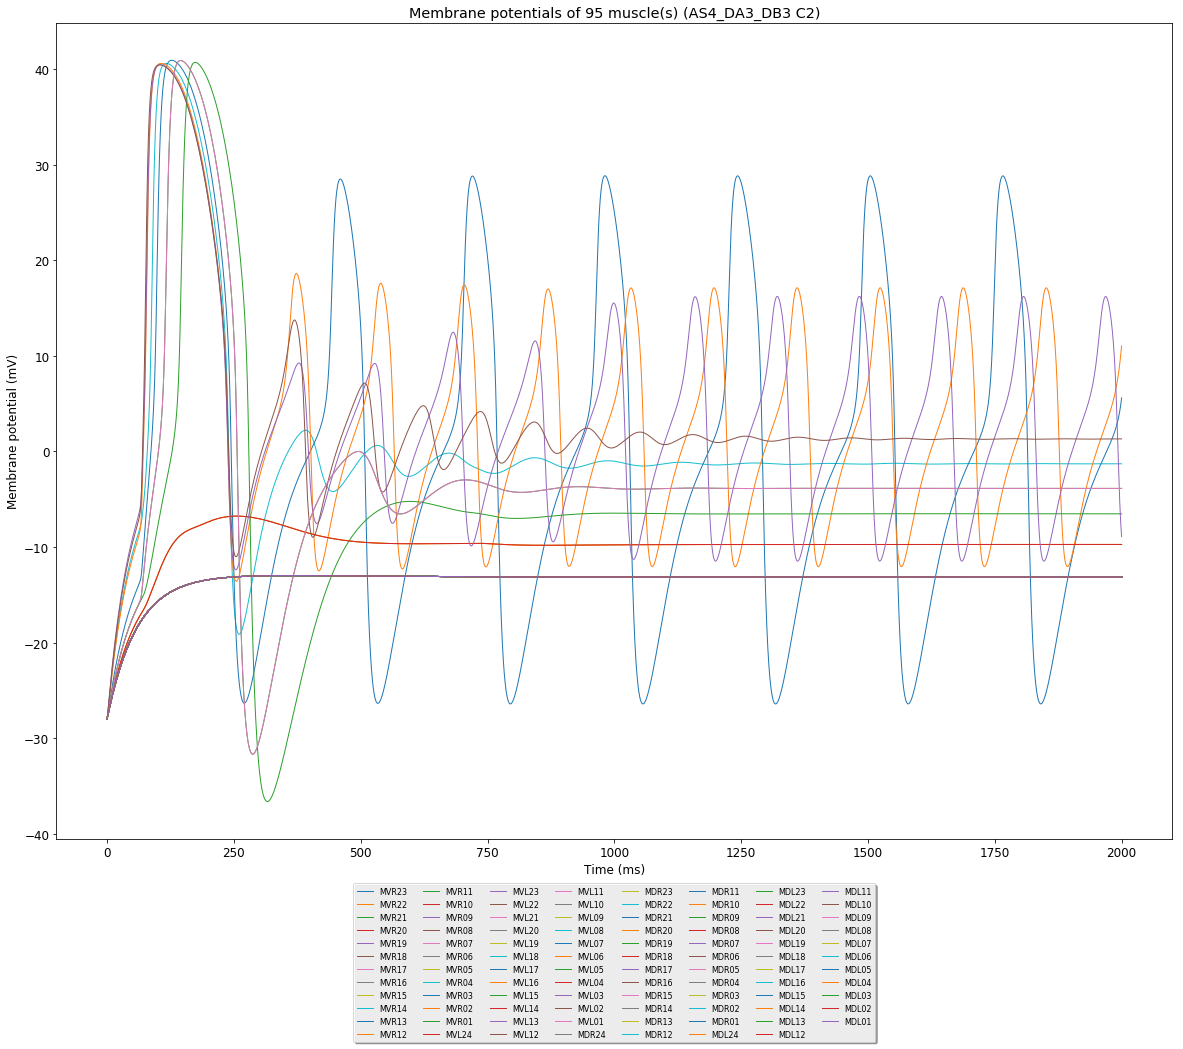 Membrane potentials of 95 muscle(s) (AS4_DA3_DB3 C2)
Membrane potential (mV)
40
30
20
10
0
−10
−20
−30
−40
0 250 500 750 1000 1250 1500 1750 2000
Time (ms)
MVR23 MVR11 MVL23 MVL11 MDR23 MDR11 MDL23 MDL11
MVR22 MVR10 MVL22 MVL10 MDR22 MDR10 MDL22 MDL10
MVR21 MVR09 MVL21 MVL09 MDR21 MDR09 MDL21 MDL09
MVR20 MVR08 MVL20 MVL08 MDR20 MDR08 MDL20 MDL08
MVR19 MVR07 MVL19 MVL07 MDR19 MDR07 MDL19 MDL07
MVR18 MVR06 MVL18 MVL06 MDR18 MDR06 MDL18 MDL06
MVR17 MVR05 MVL17 MVL05 MDR17 MDR05 MDL17 MDL05
MVR16 MVR04 MVL16 MVL04 MDR16 MDR04 MDL16 MDL04
MVR15 MVR03 MVL15 MVL03 MDR15 MDR03 MDL15 MDL03
MVR14 MVR02 MVL14 MVL02 MDR14 MDR02 MDL14 MDL02
MVR13 MVR01 MVL13 MVL01 MDR13 MDR01 MDL13 MDL01
MVR12 MVL24 MVL12 MDR24 MDR12 MDL24 MDL12